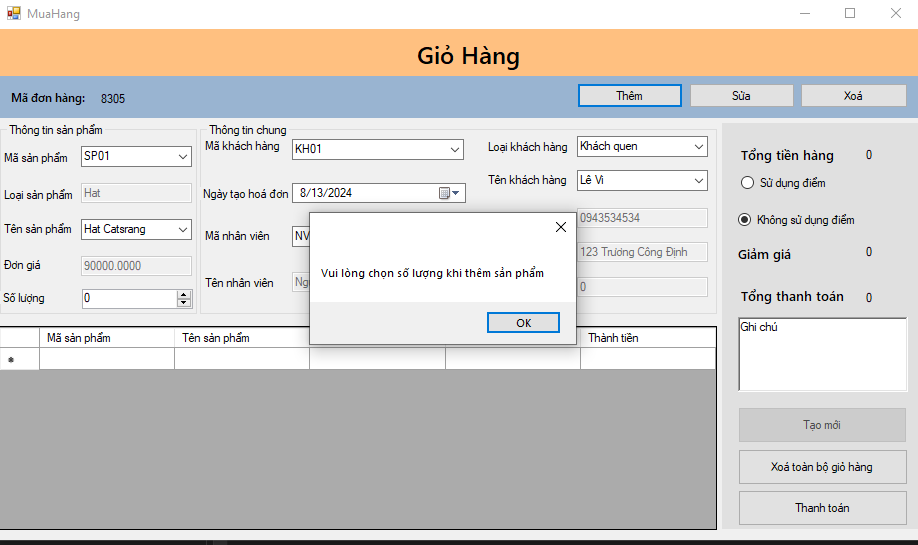 MuaHang
Giỏ Hàng
Mã đơn hàng: 8305
Thêm
Sửa
Xoá
Thông tin sản phẩm
Mã sản phẩm SP01
Loại sản phẩm Hat
Tên sản phẩm Hat Catsrang
Đơn giá 90000.0000
Số lượng 0
Thông tin chung
Mã khách hàng KH01
Ngày tạo hoá đơn 8/13/2024
Mã nhân viên NV
Tên nhân viên
Loại khách hàng Khách quen
Tên khách hàng Lê Vi
0943534534
123 Trương Công Định
0
Vui lòng chọn số lượng khi thêm sản phẩm
OK
Tổng tiền hàng 0
Sử dụng điểm
Không sử dụng điểm
Giảm giá 0
Tổng thanh toán 0
Ghi chú
Tạo mới
Xoá toàn bộ giỏ hàng
Thanh toán
Mã sản phẩm Tên sản phẩm Thành tiền